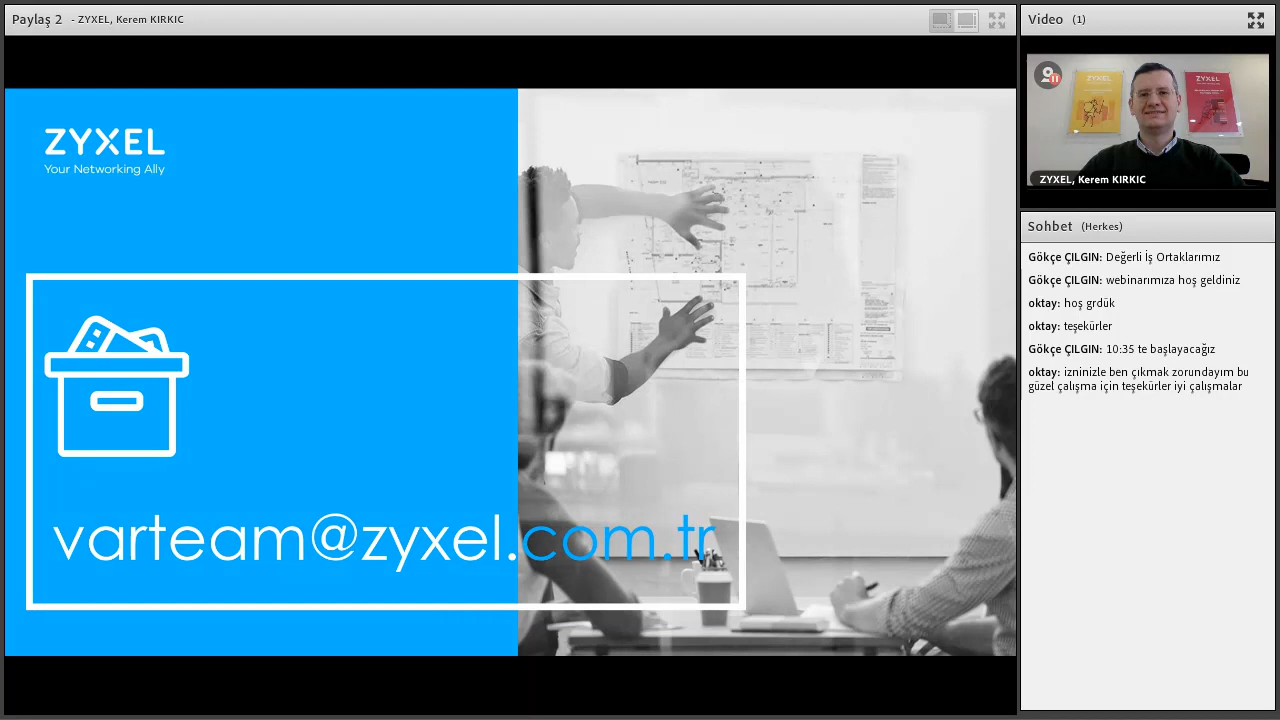 Paylaş 2 - ZYXEL, Kerem KIRKIC
ZYXEL
Your Networking Ally
varteam@zyxel.com.tr
Video (1)
ZYXEL
ZYXEL
ZYXEL, Kerem KIRKIC
Sohbet (Herkes)
Gökçe ÇILGIN: Değerli İş Ortaklarımız
Gökçe ÇILGIN: webinarımıza hoş geldiniz
oktay: hoş grdük
oktay: teşekürler
Gökçe ÇILGIN: 10:35 te başlayacağız
oktay: izninizle ben çıkmak zorundayım bu
güzel çalışma için teşekürler iyi çalışmalar